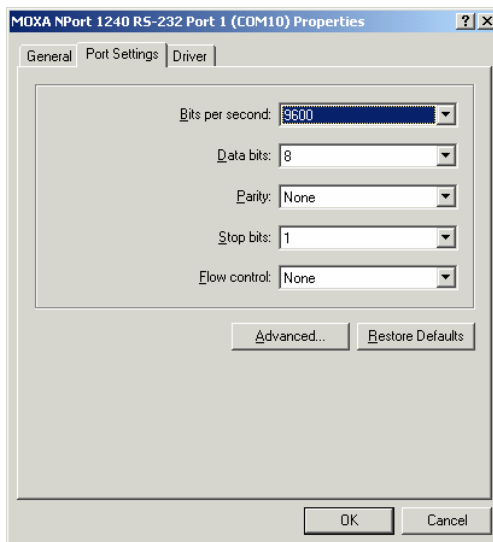 MOXA NPort 1240 RS-232 Port 1 (COM10) Properties
General Port Settings Driver
Bits per second: 9600
Data bits: 8
Parity: None
Stop bits: 1
Flow control: None
Advanced... Restore Defaults
OK Cancel